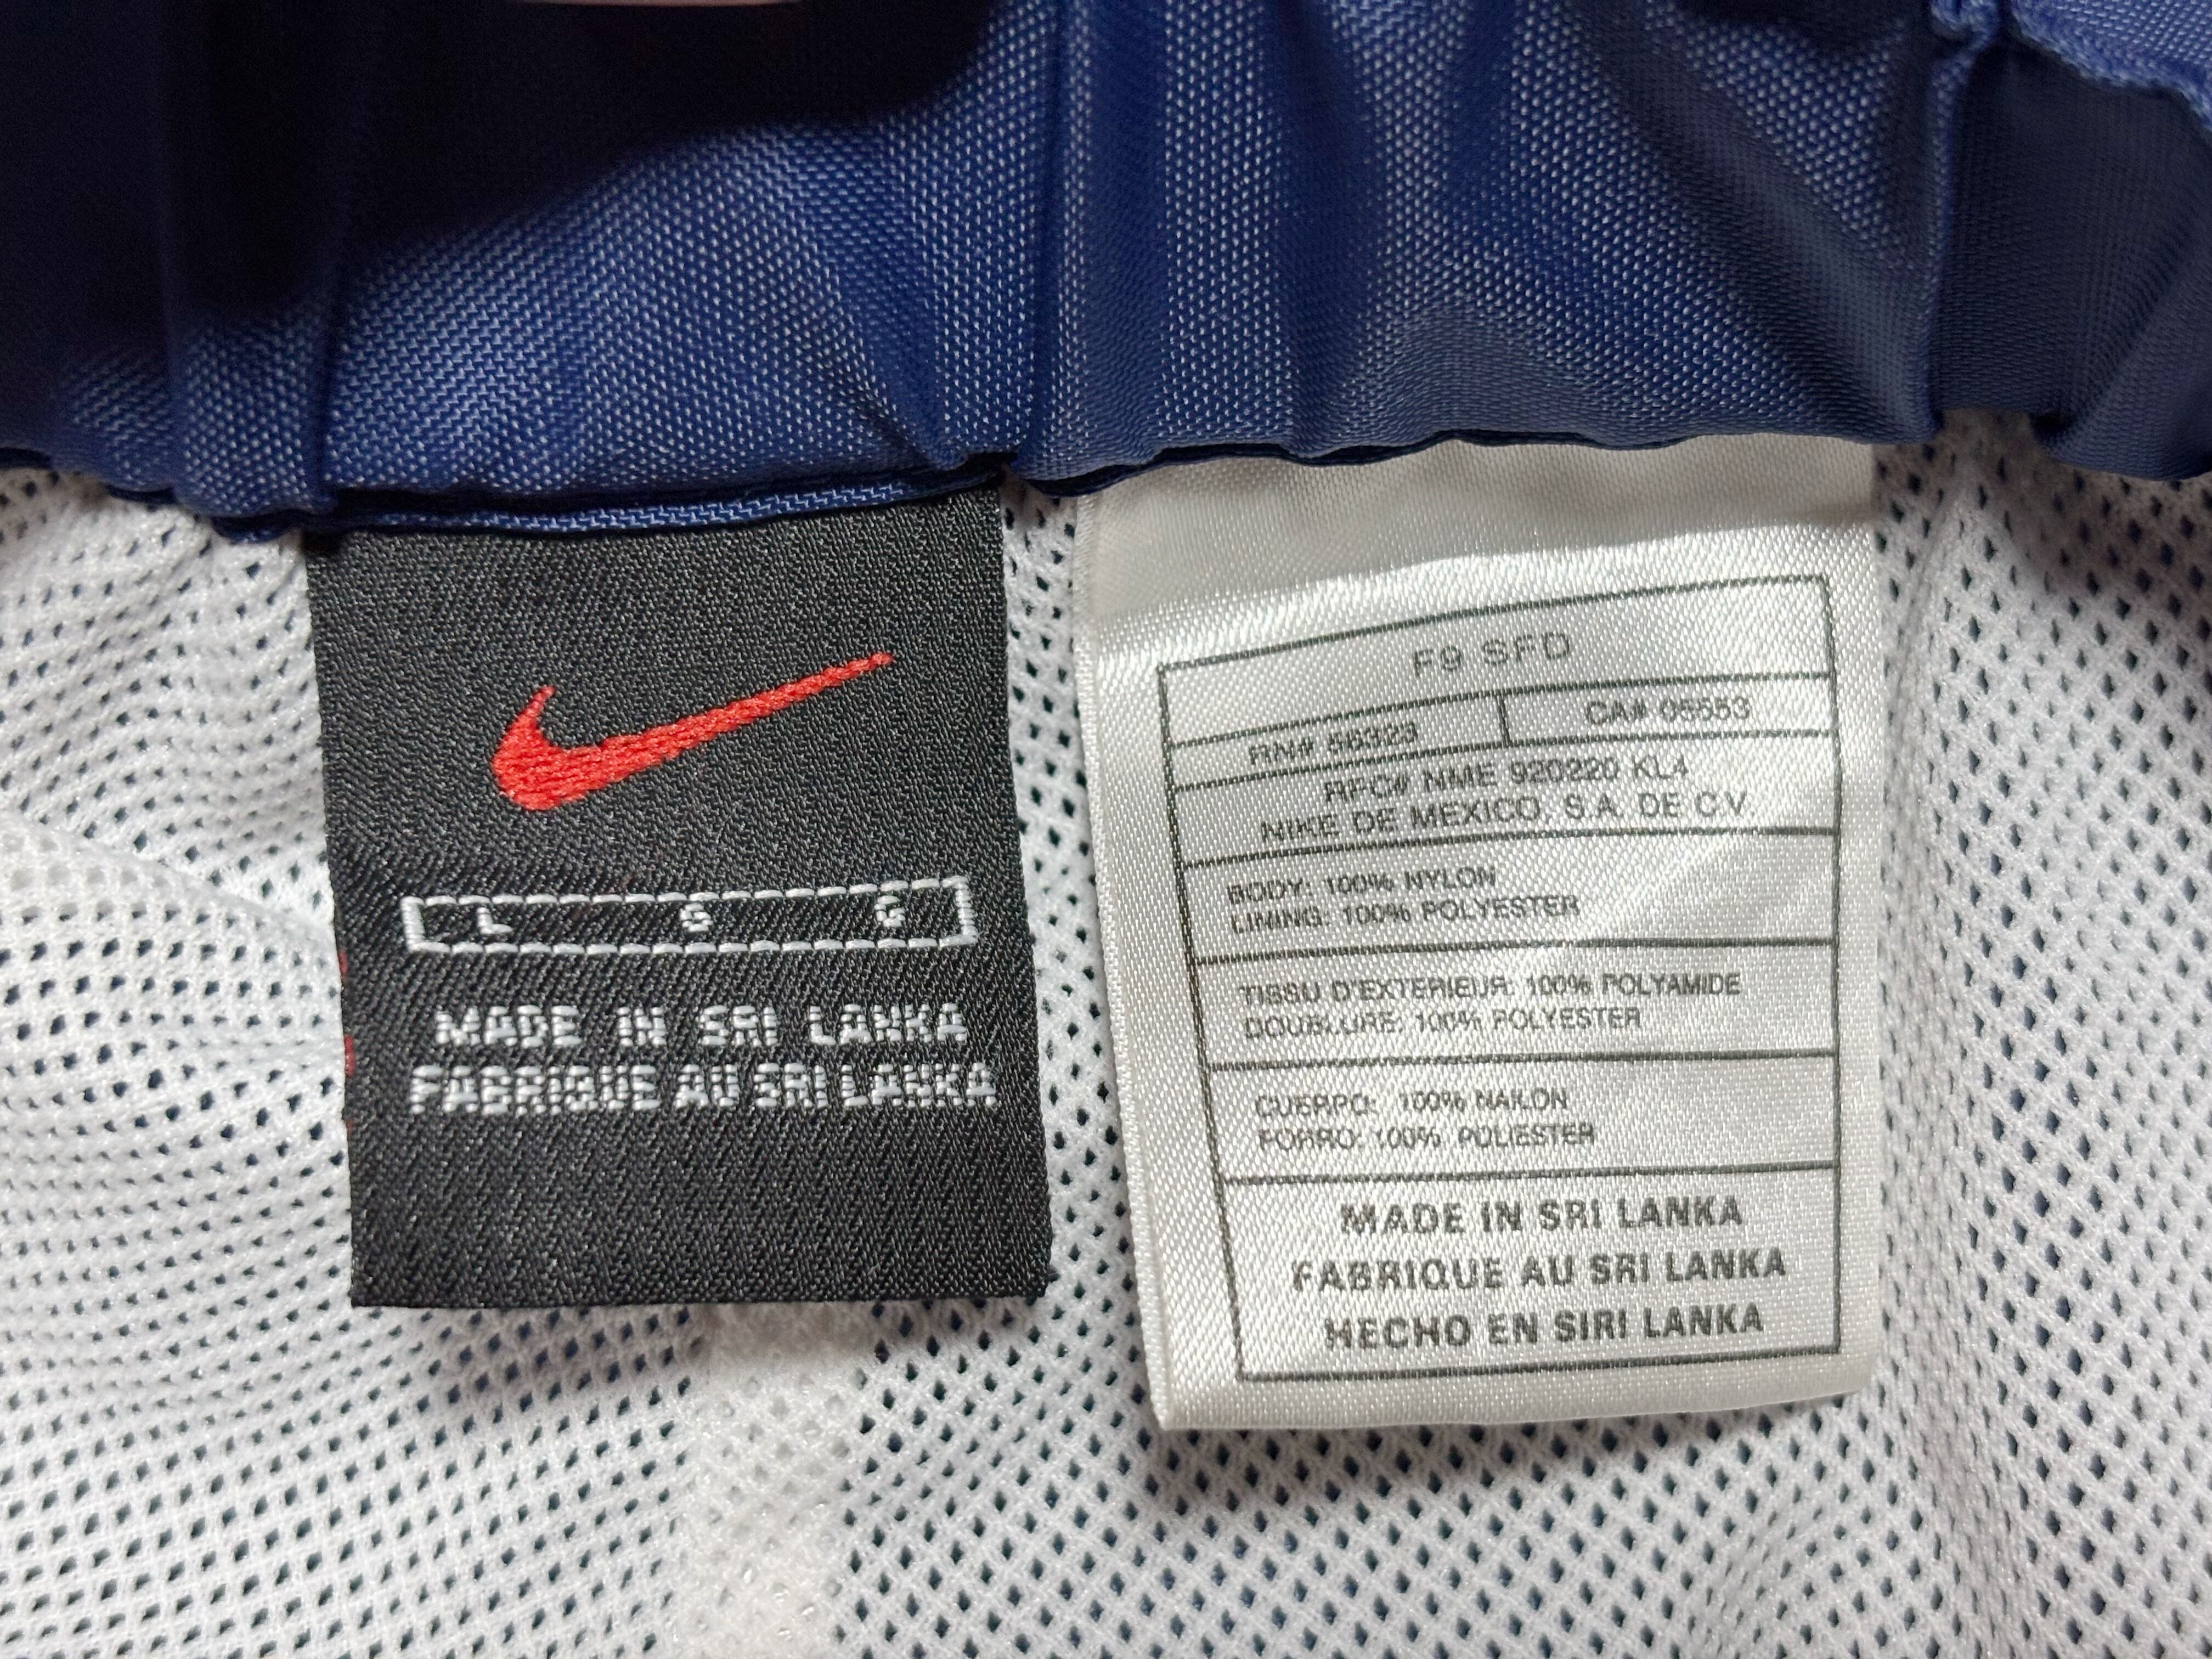 L G G
MADE IN SRI LANKA
FABRIQUE AU SRI LANKA
F9 SFD
RN# 56323 CA# 05553
RFC# NME 920220 KL4
NIKE DE MEXICO, S.A. DE C.V.
BODY: 100% NYLON
LINING: 100% POLYESTER
TISSU D'EXTERIEUR: 100% POLYAMIDE
DOUBLURE: 100% POLYESTER
CUERPO: 100% NAILON
FORRO: 100% POLIESTER
MADE IN SRI LANKA
FABRIQUE AU SRI LANKA
HECHO EN SIRI LANKA